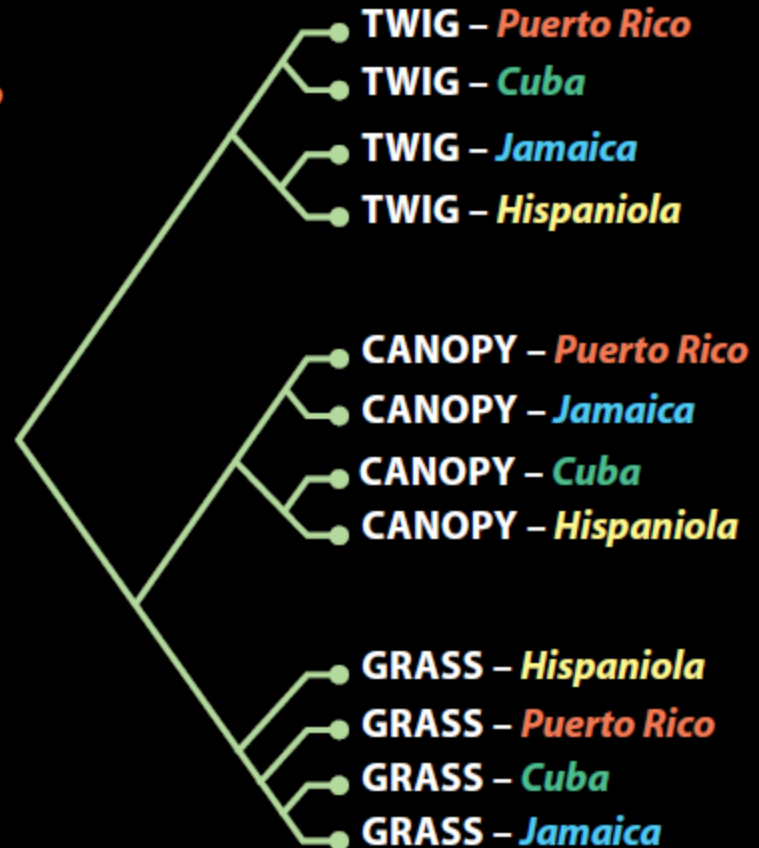 TWIG – Puerto Rico
TWIG – Cuba
TWIG – Jamaica
TWIG – Hispaniola
CANOPY – Puerto Rico
CANOPY – Jamaica
CANOPY – Cuba
CANOPY – Hispaniola
GRASS – Hispaniola
GRASS – Puerto Rico
GRASS – Cuba
GRASS – Jamaica